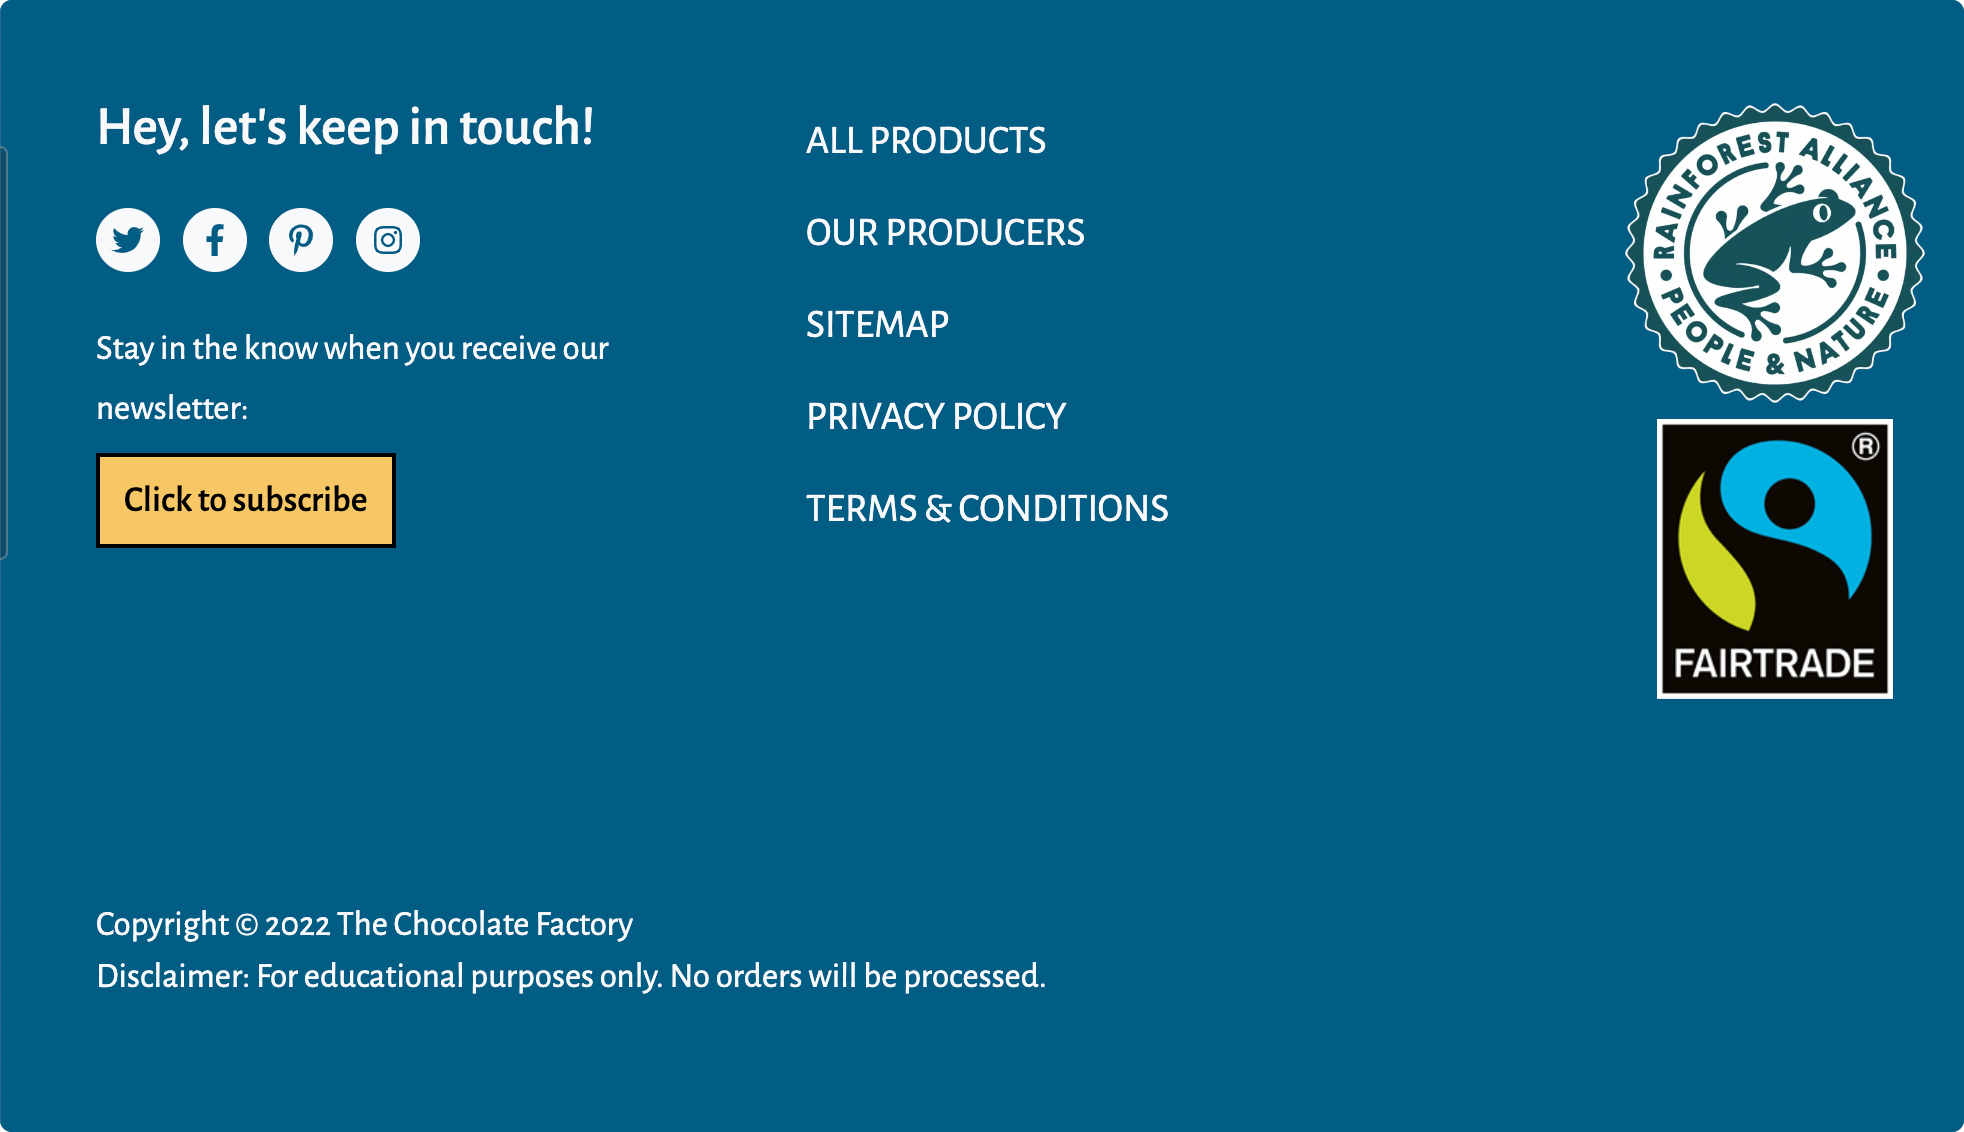 Hey, let's keep in touch!
Stay in the know when you receive our
newsletter:
Click to subscribe
ALL PRODUCTS
OUR PRODUCERS
SITEMAP
PRIVACY POLICY
TERMS & CONDITIONS
RAINFOREST ALLIANCE
• PEOPLE & NATURE •
®
FAIRTRADE
Copyright © 2022 The Chocolate Factory
Disclaimer: For educational purposes only. No orders will be processed.